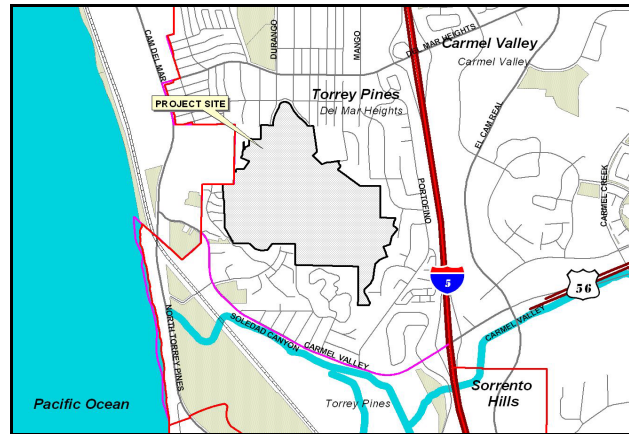 CAM DEL MAR
DURANGO
MANGO
DEL MAR HEIGHTS
Carmel Valley
Carmel Valley
PROJECT SITE
Torrey Pines
Del Mar Heights
EL CAM REAL
PORTOFINO
CARMEL CREEK
5
56
NORTH TORREY PINES
SOLEDAD CANYON
CARMEL VALLEY
CARMEL VALLEY
Sorrento
Hills
Pacific Ocean
Torrey Pines